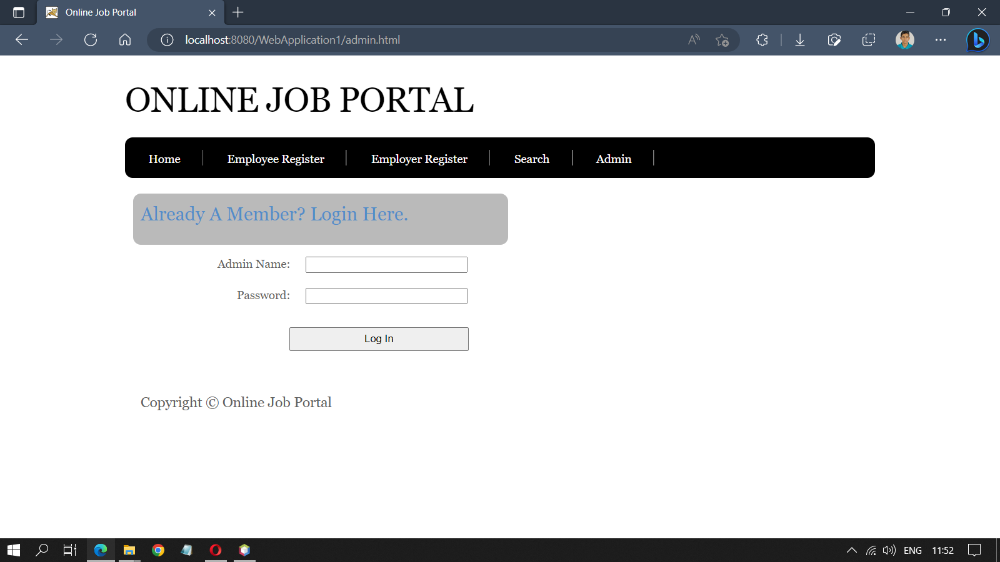 Online Job Portal
localhost:8080/WebApplication1/admin.html
ONLINE JOB PORTAL
Home Employee Register Employer Register Search Admin
Already A Member? Login Here.
Admin Name:
Password:
Log In
Copyright © Online Job Portal
ENG 11:52